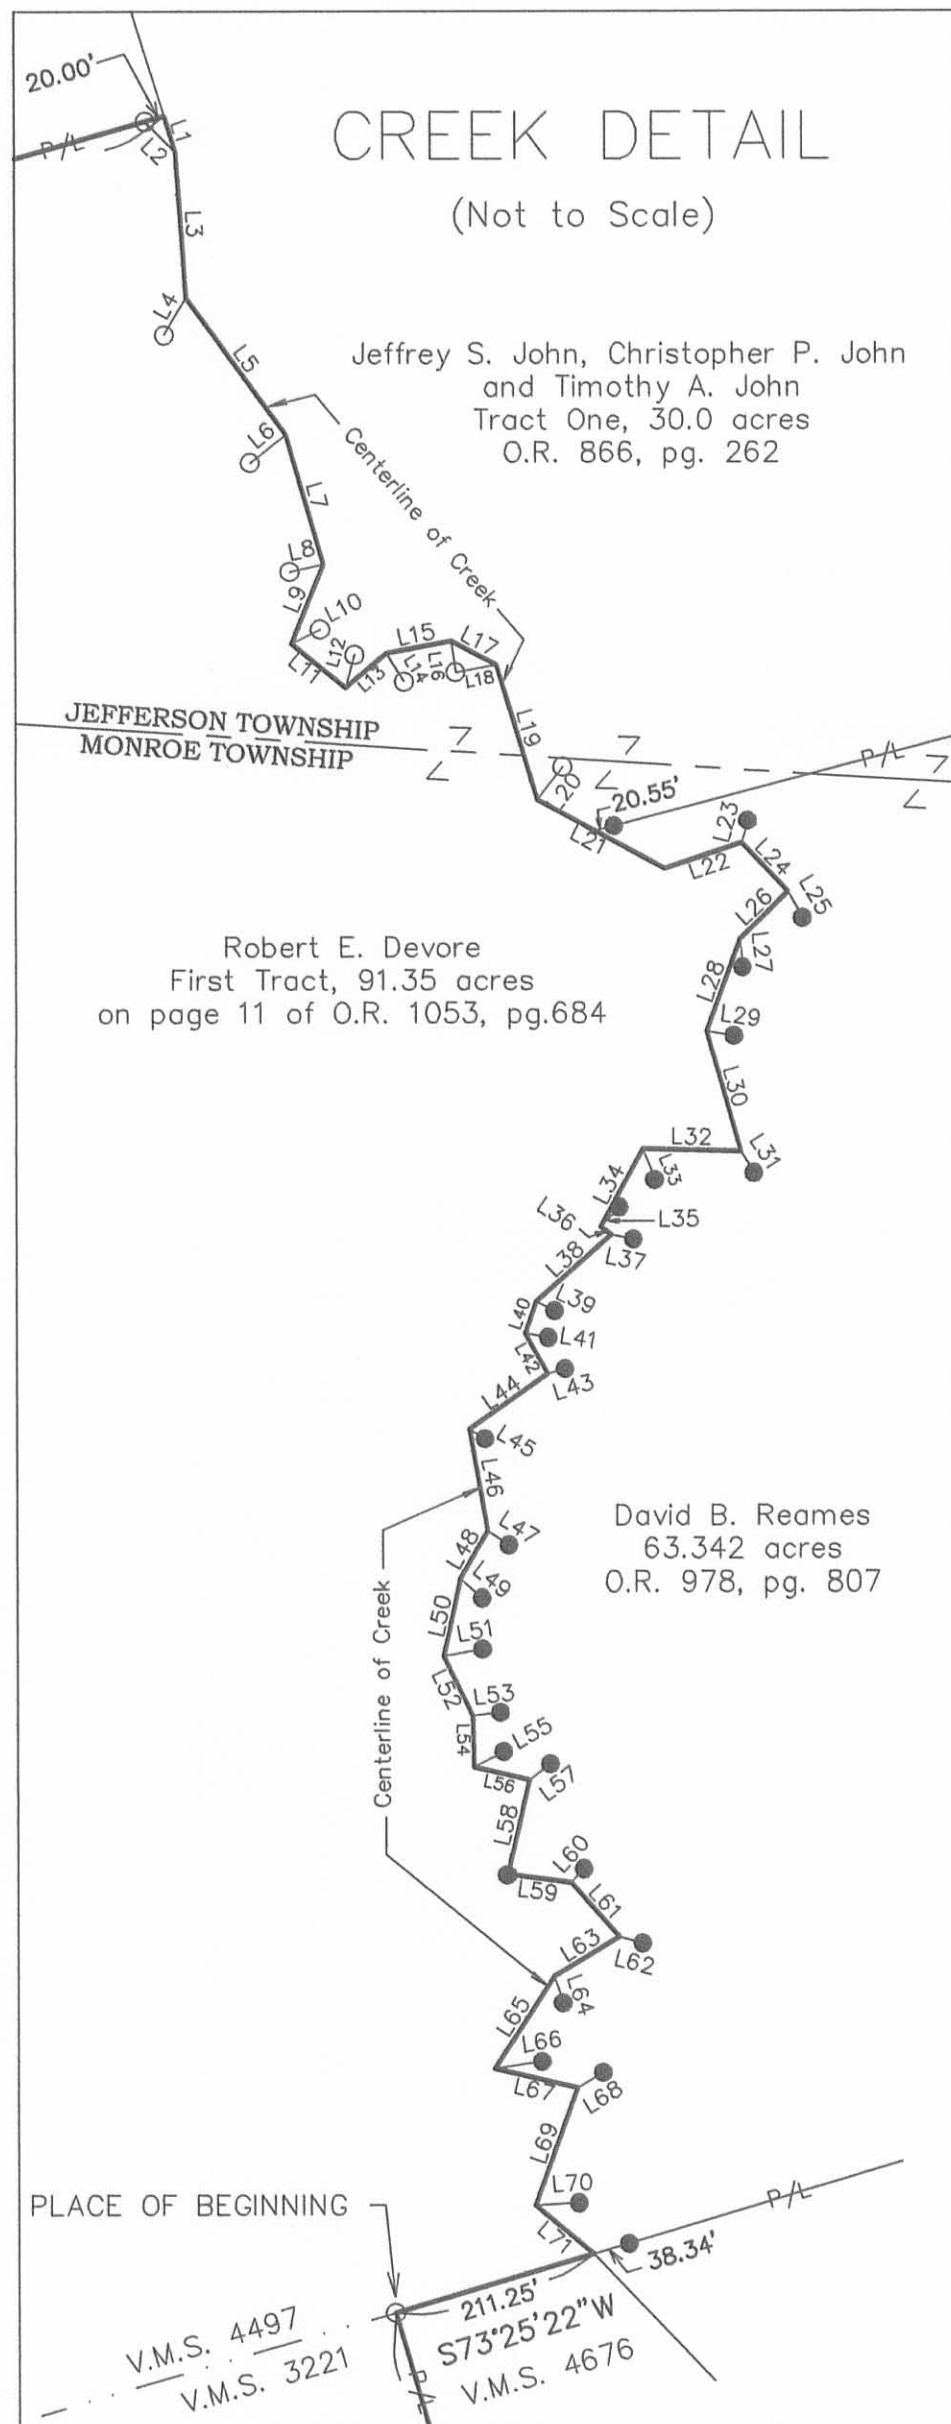 20.00'
CREEK DETAIL
P/L
L1
L2
(Not to Scale)
L3
L4
L5
Jeffrey S. John, Christopher P. John
and Timothy A. John
Tract One, 30.0 acres
O.R. 866, pg. 262
L6
Centerline of Creek
L7
L8
L9
L10
L11
L12
L13
L14
L15
L16
L17
L18
JEFFERSON TOWNSHIP
MONROE TOWNSHIP
L19
P/L
L20
20.55'
L21
L22
L23
L24
L25
L26
L27
Robert E. Devore
First Tract, 91.35 acres
on page 11 of O.R. 1053, pg.684
L28
L29
L30
L31
L32
L33
L34
L35
L36
L37
L38
L39
L40
L41
L42
L43
L44
L45
L46
L47
David B. Reames
63.342 acres
O.R. 978, pg. 807
L48
L49
Centerline of Creek
L50
L51
L52
L53
L54
L55
L56
L57
L58
L59
L60
L61
L62
L63
L64
L65
L66
L67
L68
L69
L70
L71
PLACE OF BEGINNING
P/L
38.34'
211.25'
S73°25'22"W
V.M.S. 4497
V.M.S. 3221
P/L
V.M.S. 4676